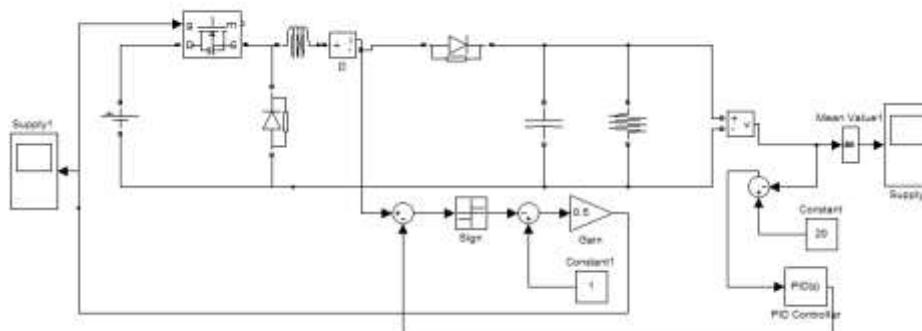 g m
D S
+ i -
Supply1
+ v -
Mean Value1
Supply
Constant
20
Sign
0.5
Gain
Constant1
1
PID(s)
PID Controller